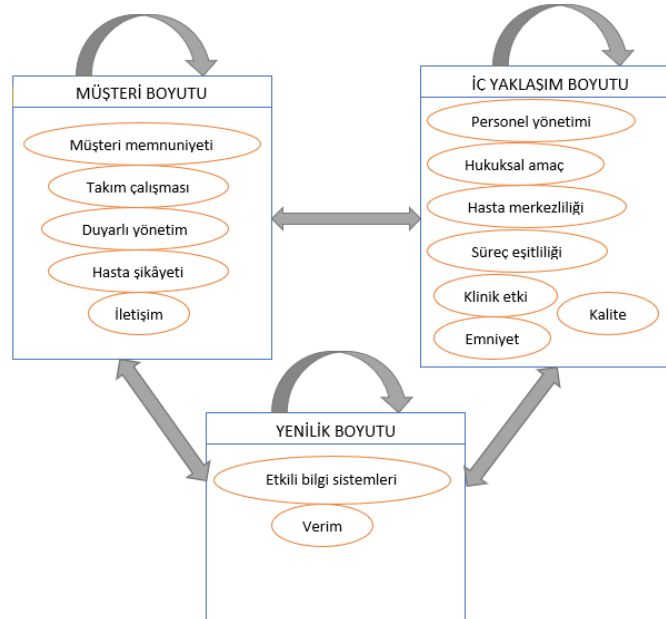 MÜŞTERİ BOYUTU
Müşteri memnuniyeti
Takım çalışması
Duyarlı yönetim
Hasta şikâyeti
İletişim
İÇ YAKLAŞIM BOYUTU
Personel yönetimi
Hukuksal amaç
Hasta merkezliliği
Süreç eşitliliği
Klinik etki
Kalite
Emniyet
YENİLİK BOYUTU
Etkili bilgi sistemleri
Verim